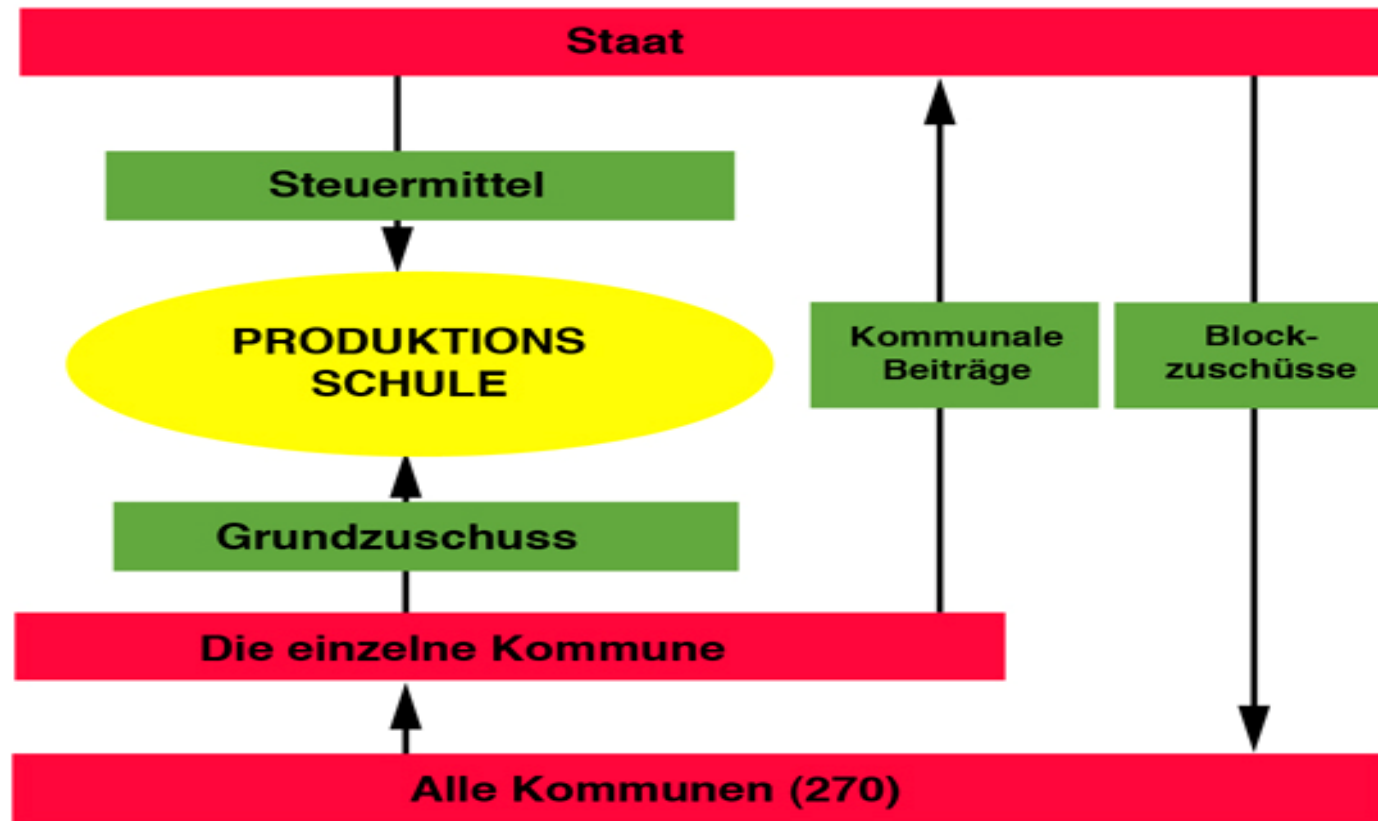 Staat
Steuermittel
PRODUKTIONS
SCHULE
Kommunale
Beiträge
Block-
zuschüsse
Grundzuschuss
Die einzelne Kommune
Alle Kommunen (270)